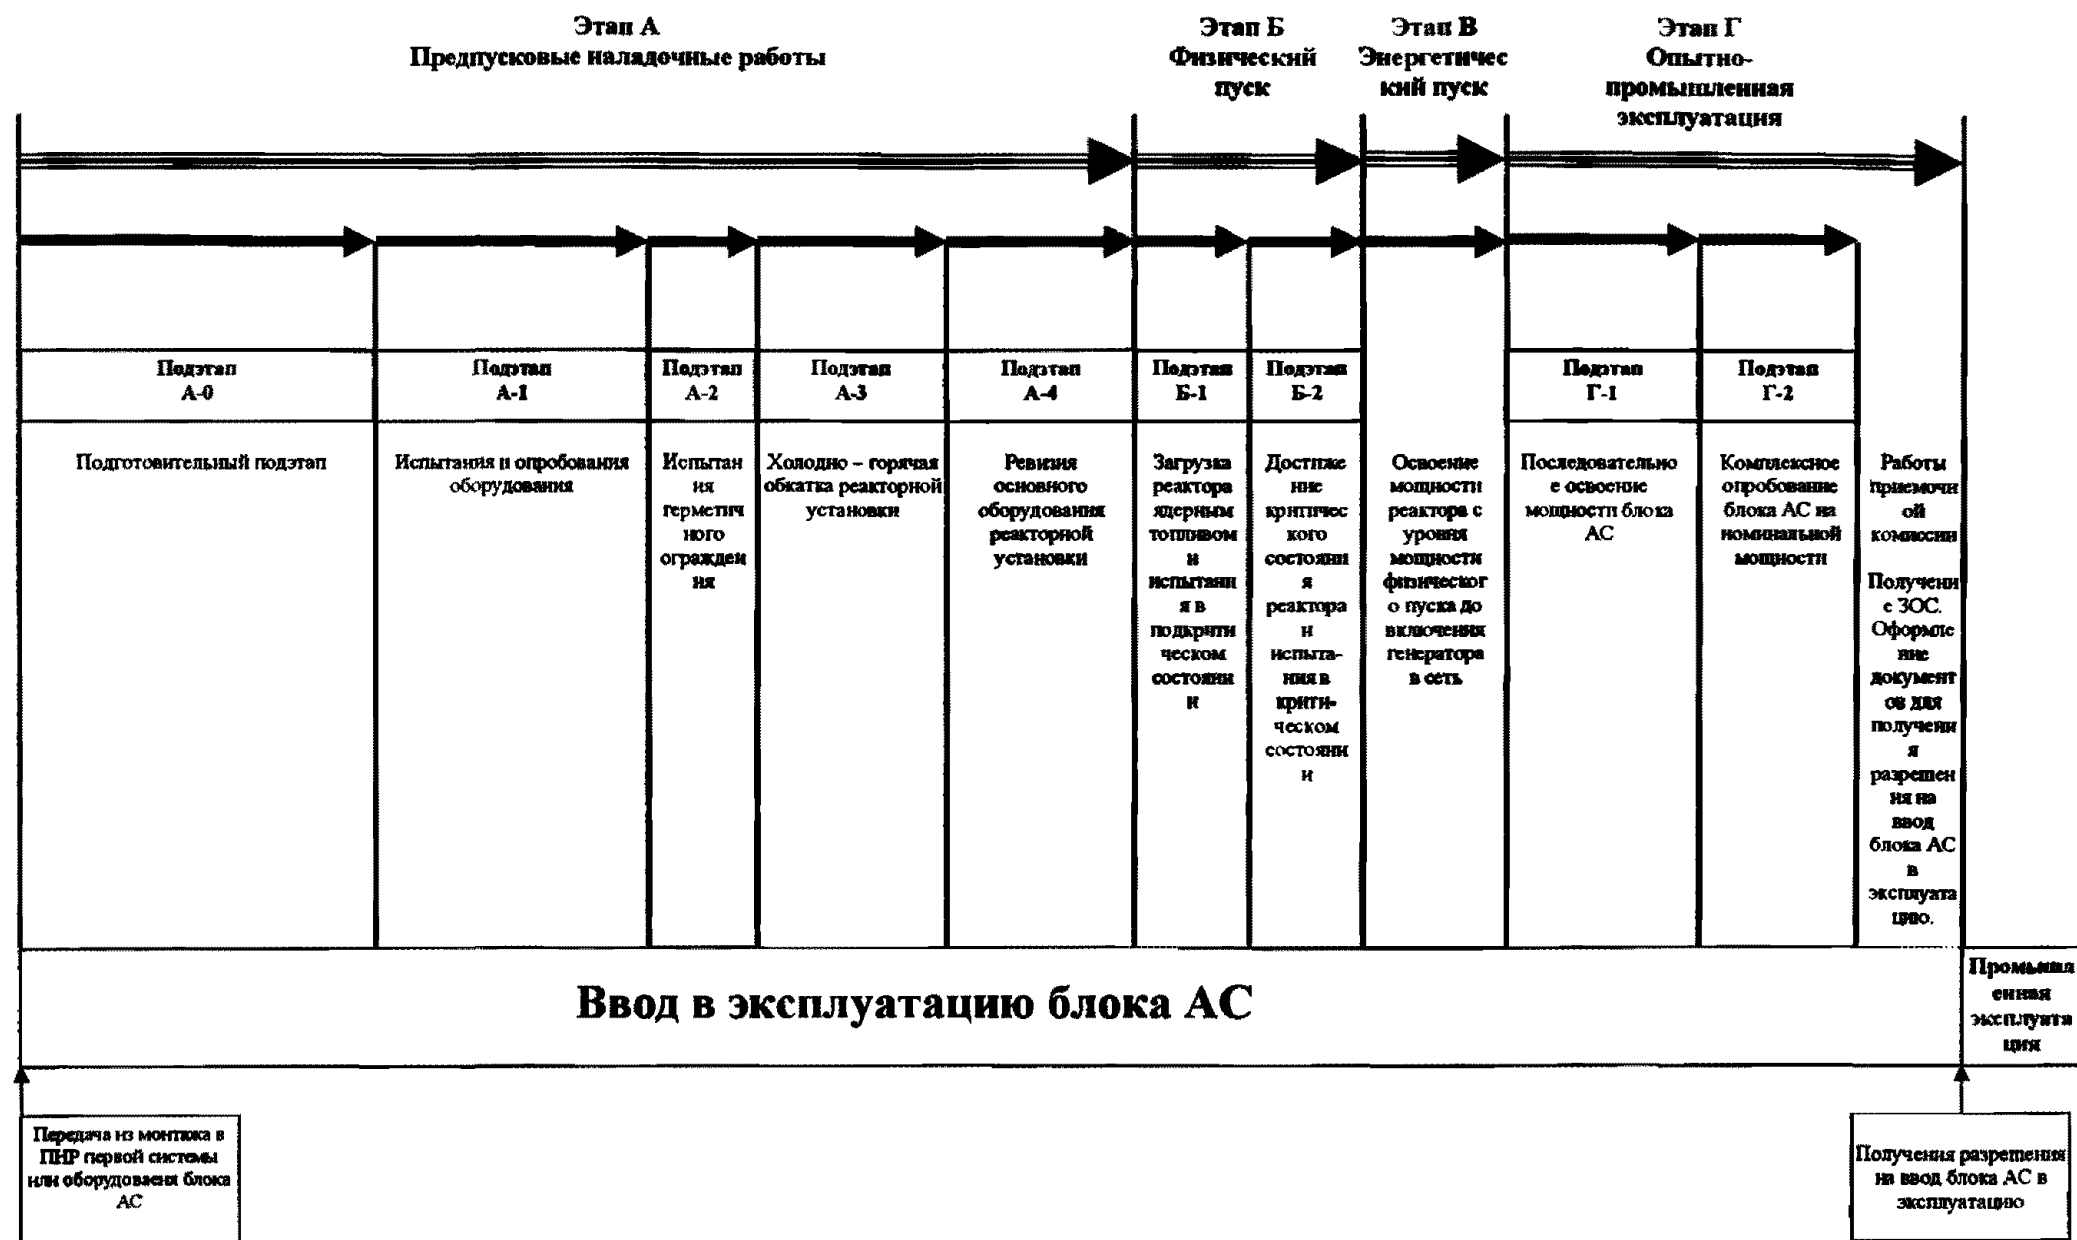 Этап А
Предпусковые наладочные работы
Этап Б
Физический
пуск
Этап В
Энергетичес
кий пуск
Этап Г
Опытно-
промышленная
эксплуатация
Подэтап
А-0
Подэтап
А-1
Подэтап
А-2
Подэтап
А-3
Подэтап
А-4
Подэтап
Б-1
Подэтап
Б-2
Подэтап
Г-1
Подэтап
Г-2
Подготовительный подэтап
Испытания и опробования
оборудования
Испытан
ия
герметич
ного
огражден
ия
Холодно – горячая
обкатка реакторной
установки
Ревизия
основного
оборудования
реакторной
установки
Загрузка
реактора
ядерным
топливом
и
испытани
я в
подкрити
ческом
состояни
и
Достиже
ние
критичес
кого
состояни
я
реактора
и
испыта-
ния в
крити-
ческом
состояни
и
Освоение
мощности
реактора с
уровня
мощности
физическог
о пуска до
включения
генератора
в сеть
Последовательно
е освоение
мощности блока
АС
Комплексное
опробование
блока АС на
номинальной
мощности
Работы
приемочн
ой
комиссии
Получени
е ЗОС.
Оформле
ние
документ
ов для
получени
я
разрешен
ия на
ввод
блока АС
в
эксплуата
цию.
Ввод в эксплуатацию блока АС
Промышл
енная
эксплуата
ция
Передача из монтажа в
ПНР первой системы
или оборудоваеия блока
АС
Получения разрешения
на ввод блока АС в
эксплуатацию